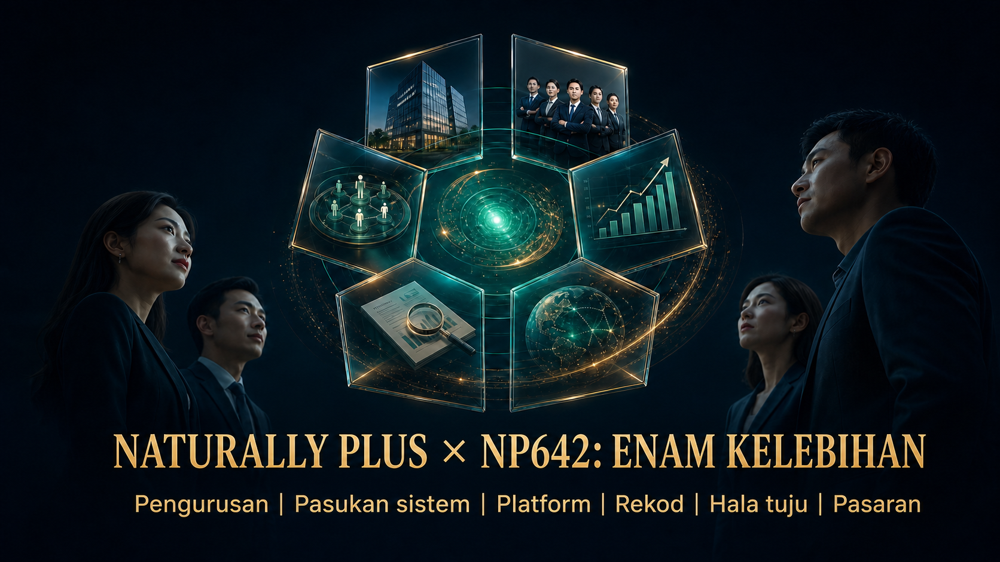 NATURALLY PLUS × NP642: ENAM KELEBIHAN
Pengurusan | Pasukan sistem | Platform | Rekod | Hala tuju | Pasaran